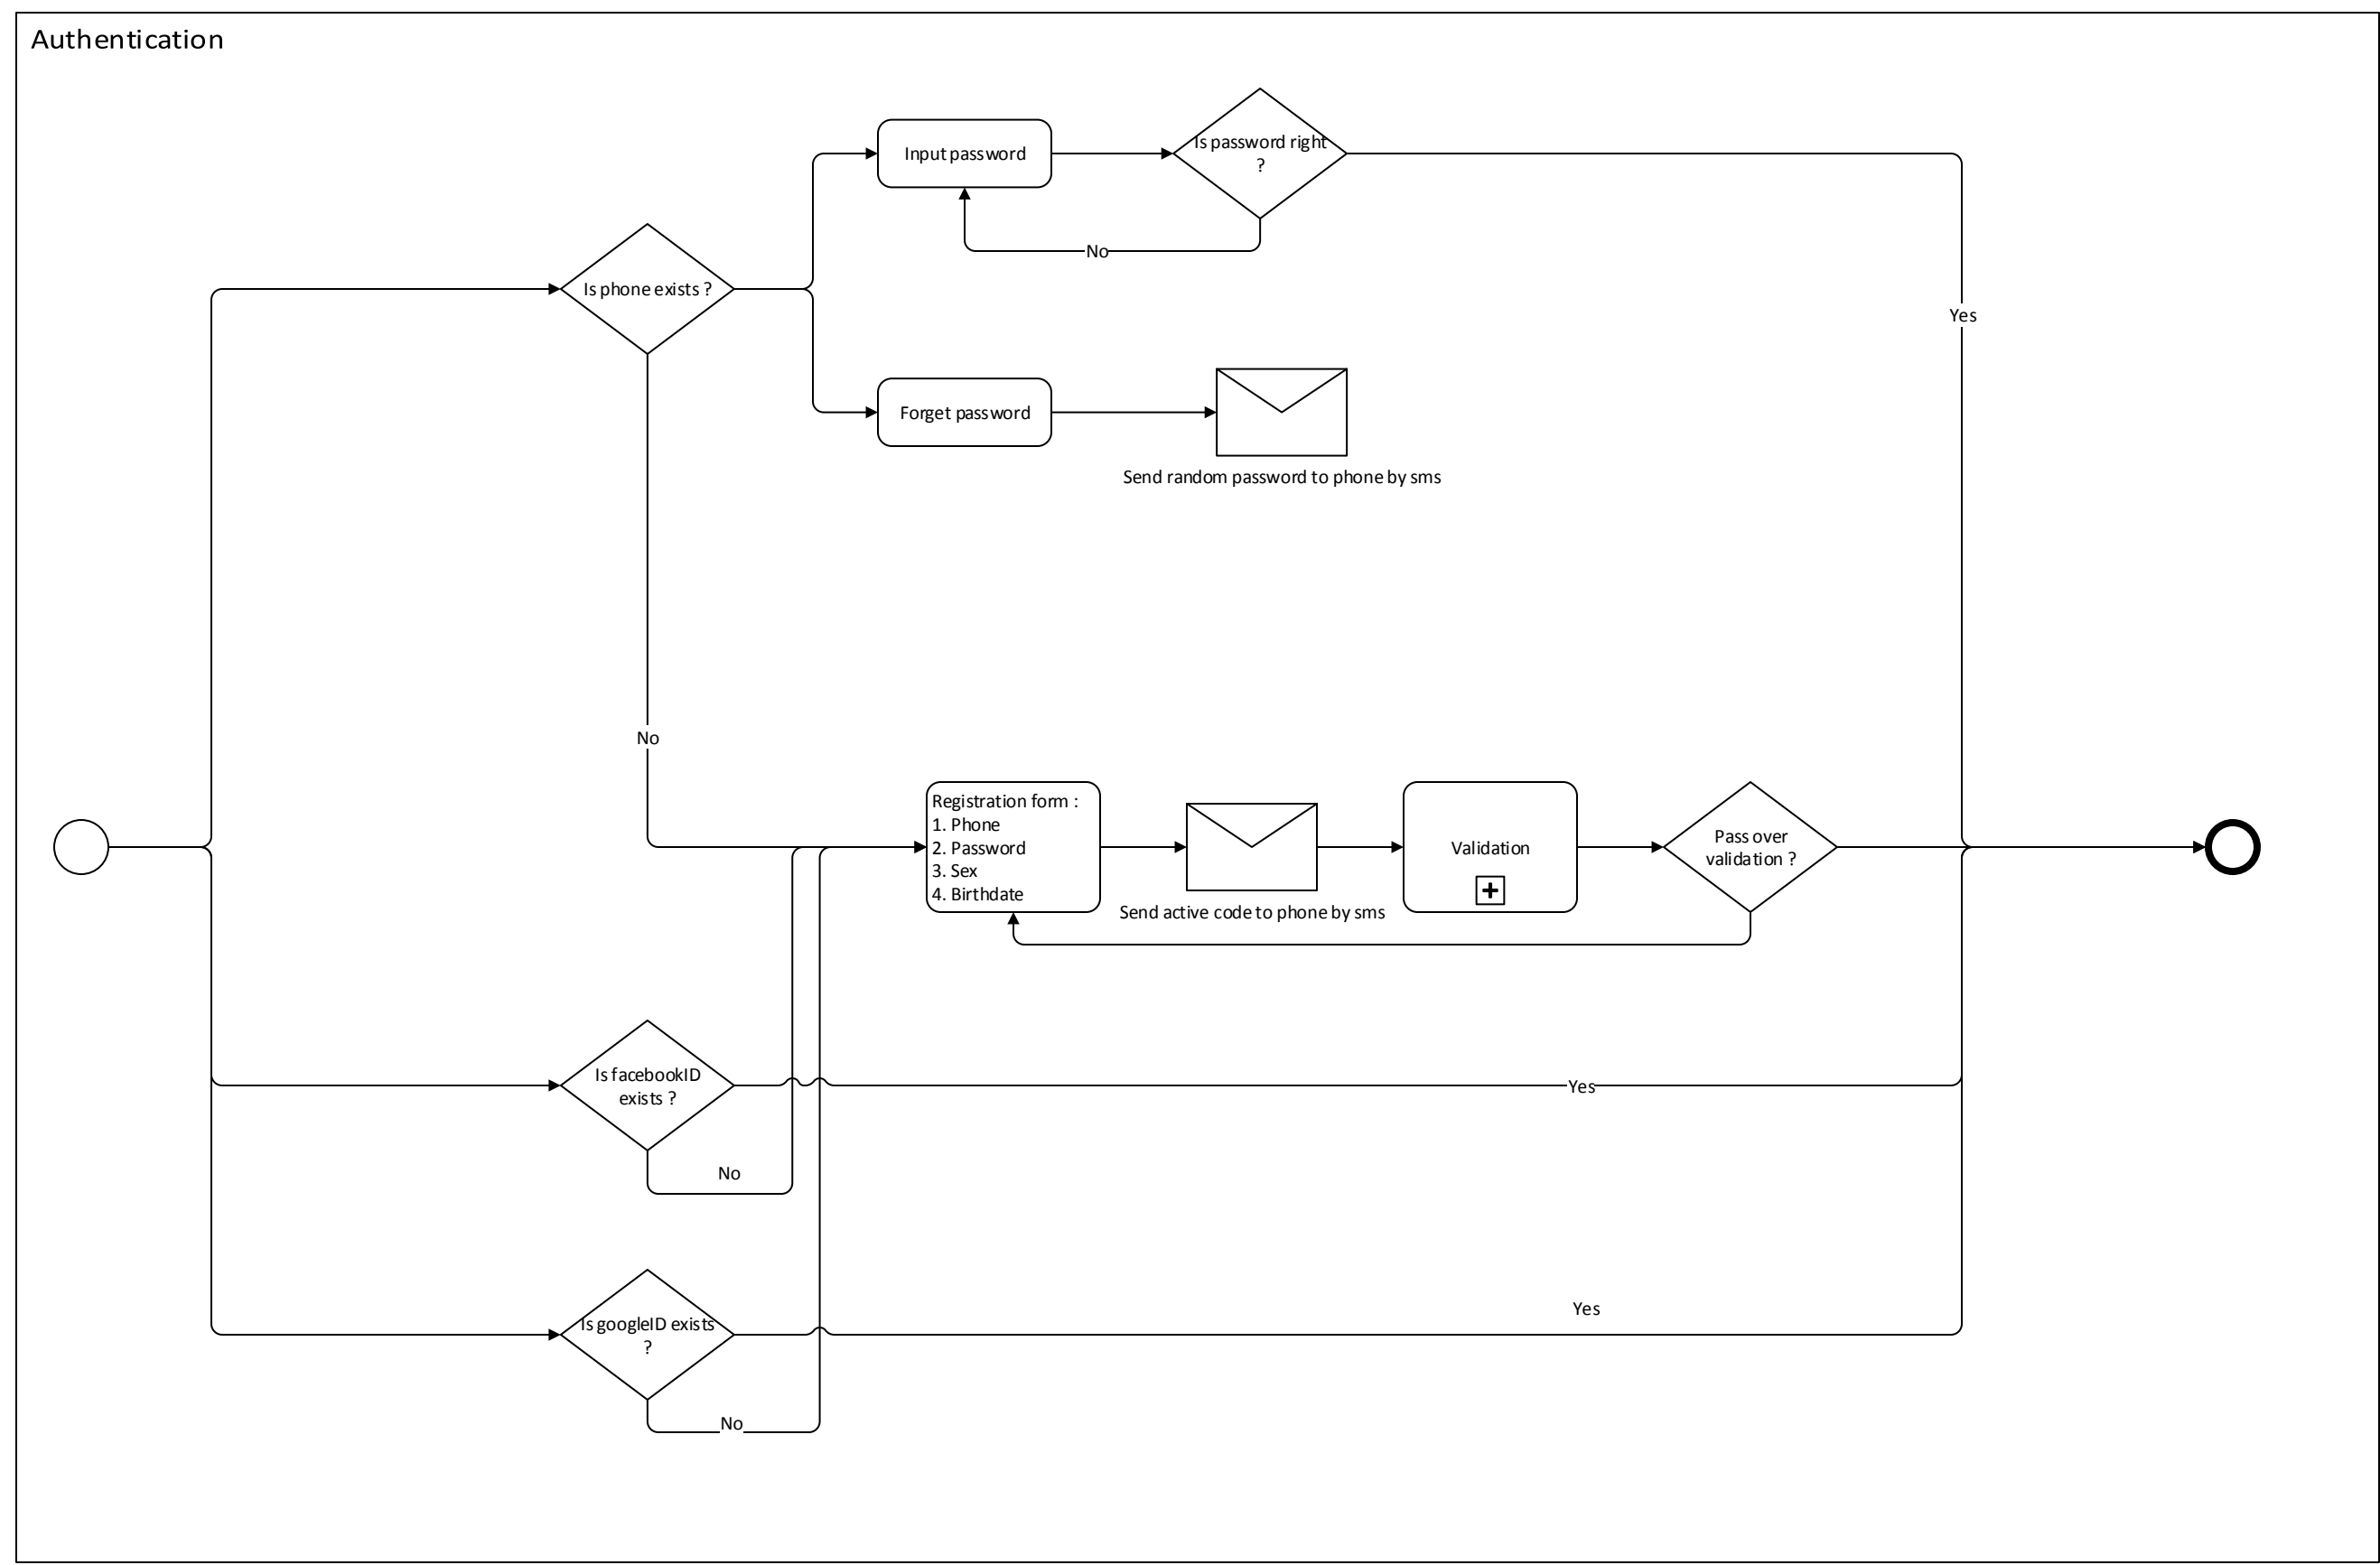 Authentication
Input password
Is password right
?
No
Is phone exists ?
Yes
Forget password
Send random password to phone by sms
No
Registration form :
1. Phone
2. Password
3. Sex
4. Birthdate
Send active code to phone by sms
Validation
Pass over
validation ?
Is facebookID
exists ?
Yes
No
Is googleID exists
?
Yes
No